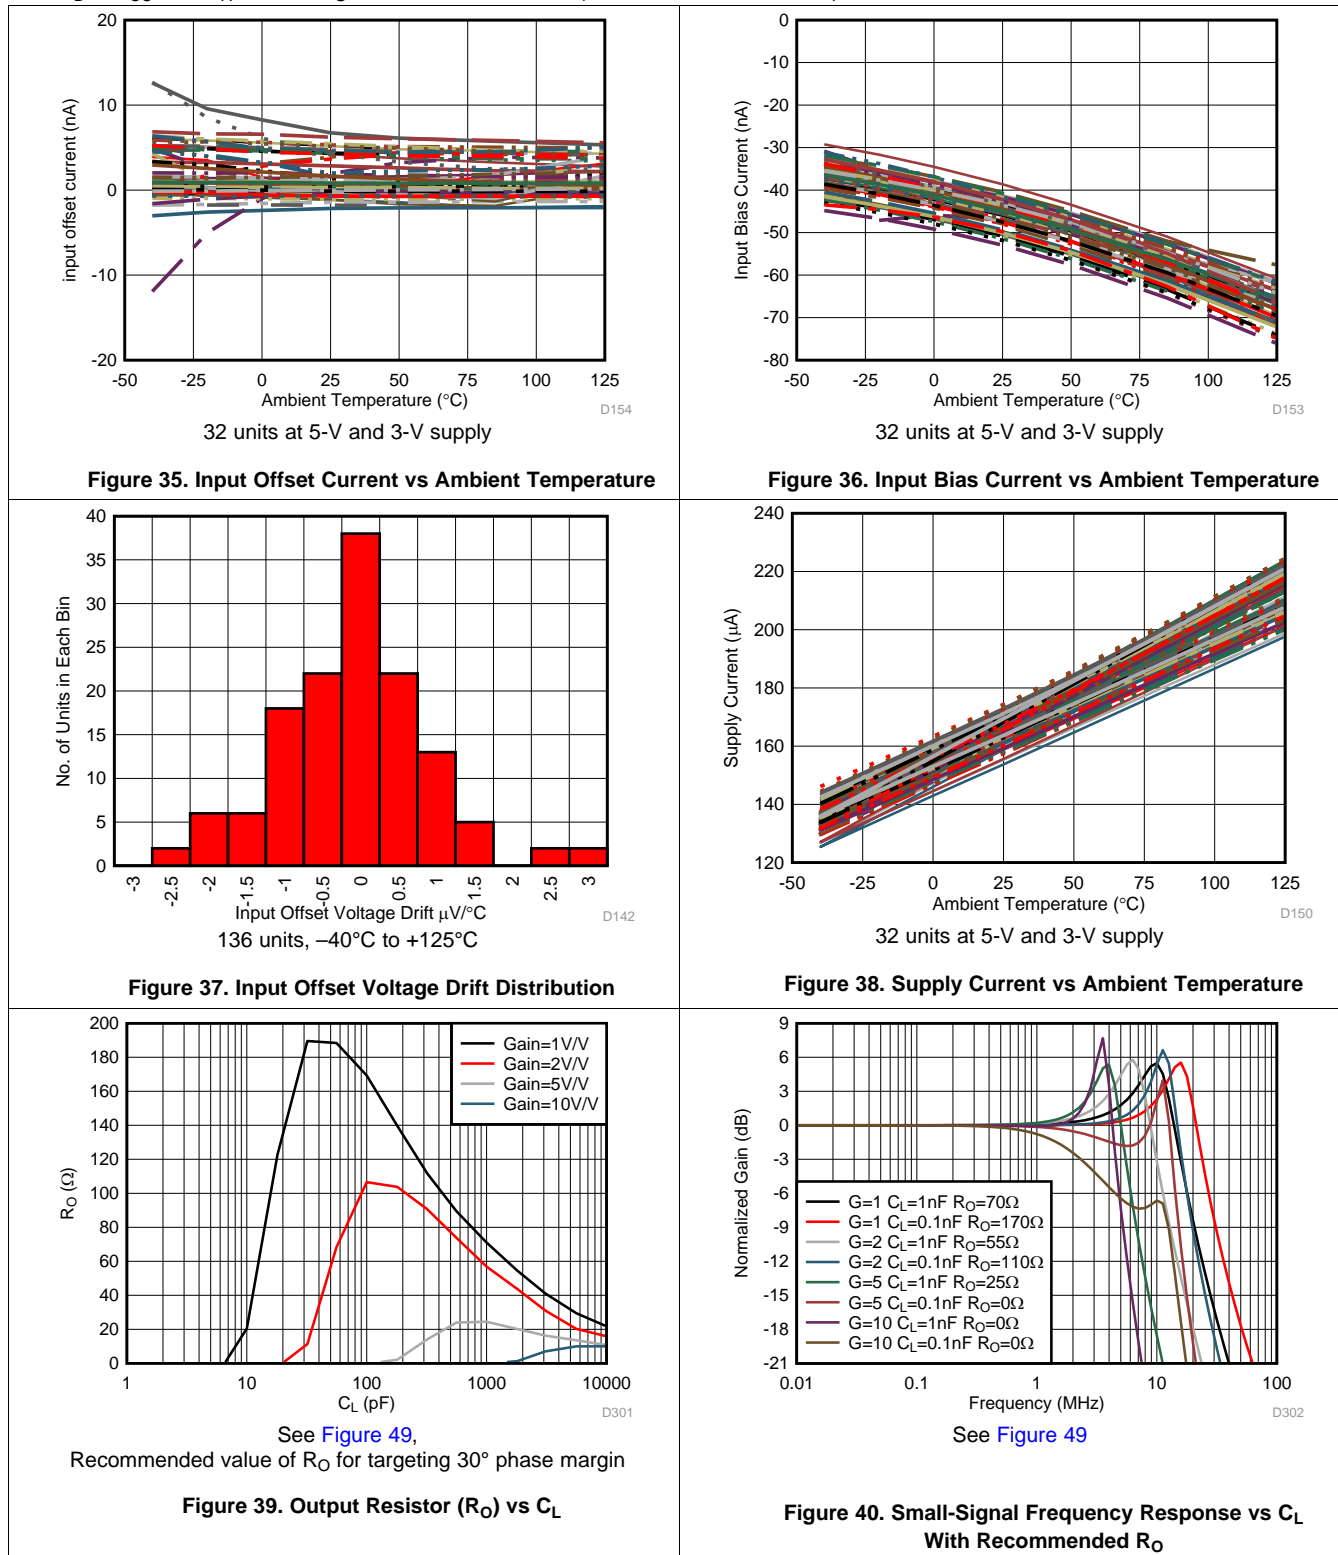 20
10
0
-10
-20
input offset current (nA)
-50 -25 0 25 50 75 100 125
Ambient Temperature (°C)
D154
32 units at 5-V and 3-V supply
Figure 35. Input Offset Current vs Ambient Temperature
0
-10
-20
-30
-40
-50
-60
-70
-80
Input Bias Current (nA)
-50 -25 0 25 50 75 100 125
Ambient Temperature (°C)
D153
32 units at 5-V and 3-V supply
Figure 36. Input Bias Current vs Ambient Temperature
40
35
30
25
20
15
10
5
0
No. of Units in Each Bin
-3 -2.5 -2 -1.5 -1 -0.5 0 0.5 1 1.5 2 2.5 3
Input Offset Voltage Drift µV/°C
D142
136 units, –40°C to +125°C
Figure 37. Input Offset Voltage Drift Distribution
240
220
200
180
160
140
120
Supply Current (µA)
-50 -25 0 25 50 75 100 125
Ambient Temperature (°C)
D150
32 units at 5-V and 3-V supply
Figure 38. Supply Current vs Ambient Temperature
200
180
160
140
120
100
80
60
40
20
0
RO (Ω)
Gain=1V/V
Gain=2V/V
Gain=5V/V
Gain=10V/V
1 10 100 1000 10000
CL (pF)
D301
See Figure 49,
Recommended value of RO for targeting 30° phase margin
Figure 39. Output Resistor (RO) vs CL
9
6
3
0
-3
-6
-9
-12
-15
-18
-21
Normalized Gain (dB)
G=1 CL=1nF RO=70Ω
G=1 CL=0.1nF RO=170Ω
G=2 CL=1nF RO=55Ω
G=2 CL=0.1nF RO=110Ω
G=5 CL=1nF RO=25Ω
G=5 CL=0.1nF RO=0Ω
G=10 CL=1nF RO=0Ω
G=10 CL=0.1nF RO=0Ω
0.01 0.1 1 10 100
Frequency (MHz)
D302
See Figure 49
Figure 40. Small-Signal Frequency Response vs CL
With Recommended RO